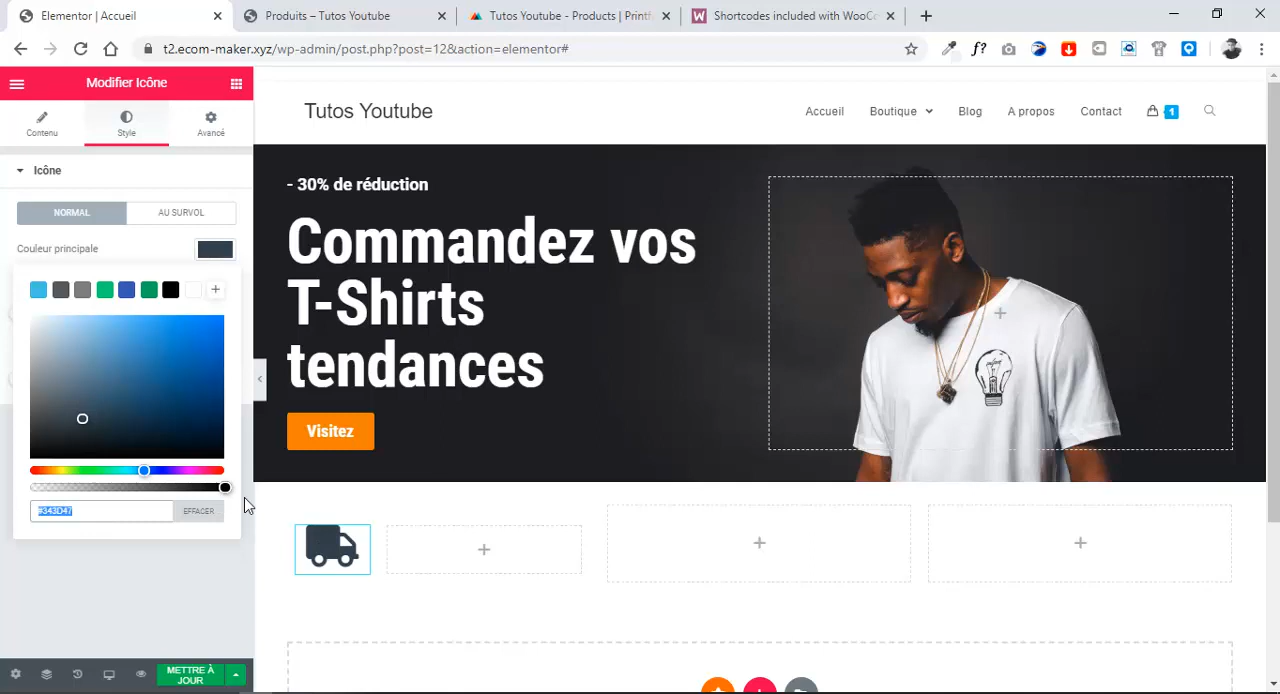 Elementor | Accueil
Produits – Tutos Youtube
Tutos Youtube - Products | Printf
Shortcodes included with WooCo
t2.ecom-maker.xyz/wp-admin/post.php?post=12&action=elementor#
f?
Modifier Icône
Contenu
Style
Avancé
Icône
NORMAL
AU SURVOL
Couleur principale
#343D47
EFFACER
METTRE À JOUR
Tutos Youtube
Accueil
Boutique
Blog
A propos
Contact
1
- 30% de réduction
Commandez vos
T-Shirts
tendances
Visitez